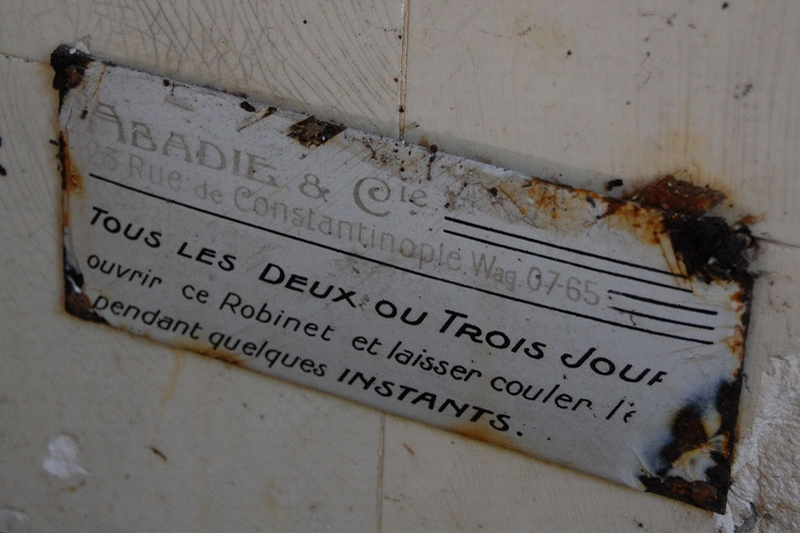 ABADIE & Cie
Rue de Constantinople. Wag. 07-65
TOUS LES DEUX OU TROIS JOUR
ouvrir ce Robinet et laisser couler l'e
pendant quelques INSTANTS.